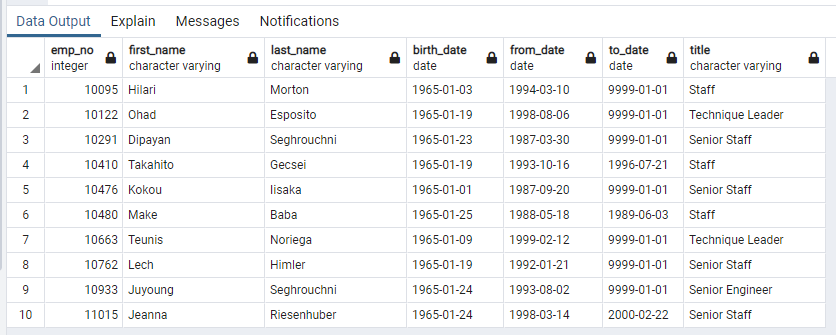 Data Output Explain Messages Notifications
emp_no first_name last_name birth_date from_date to_date title
integer character varying character varying date date date character varying
1 10095 Hilari Morton 1965-01-03 1994-03-10 9999-01-01 Staff
2 10122 Ohad Esposito 1965-01-19 1998-08-06 9999-01-01 Technique Leader
3 10291 Dipayan Seghrouchni 1965-01-23 1987-03-30 9999-01-01 Senior Staff
4 10410 Takahito Gecsei 1965-01-19 1993-10-16 1996-07-21 Staff
5 10476 Kokou Iisaka 1965-01-01 1987-09-20 9999-01-01 Senior Staff
6 10480 Make Baba 1965-01-25 1988-05-18 1989-06-03 Staff
7 10663 Teunis Noriega 1965-01-09 1999-02-12 9999-01-01 Technique Leader
8 10762 Lech Himler 1965-01-19 1992-01-21 9999-01-01 Senior Staff
9 10933 Juyoung Seghrouchni 1965-01-24 1993-08-02 9999-01-01 Senior Engineer
10 11015 Jeanna Riesenhuber 1965-01-24 1998-03-14 2000-02-22 Senior Staff